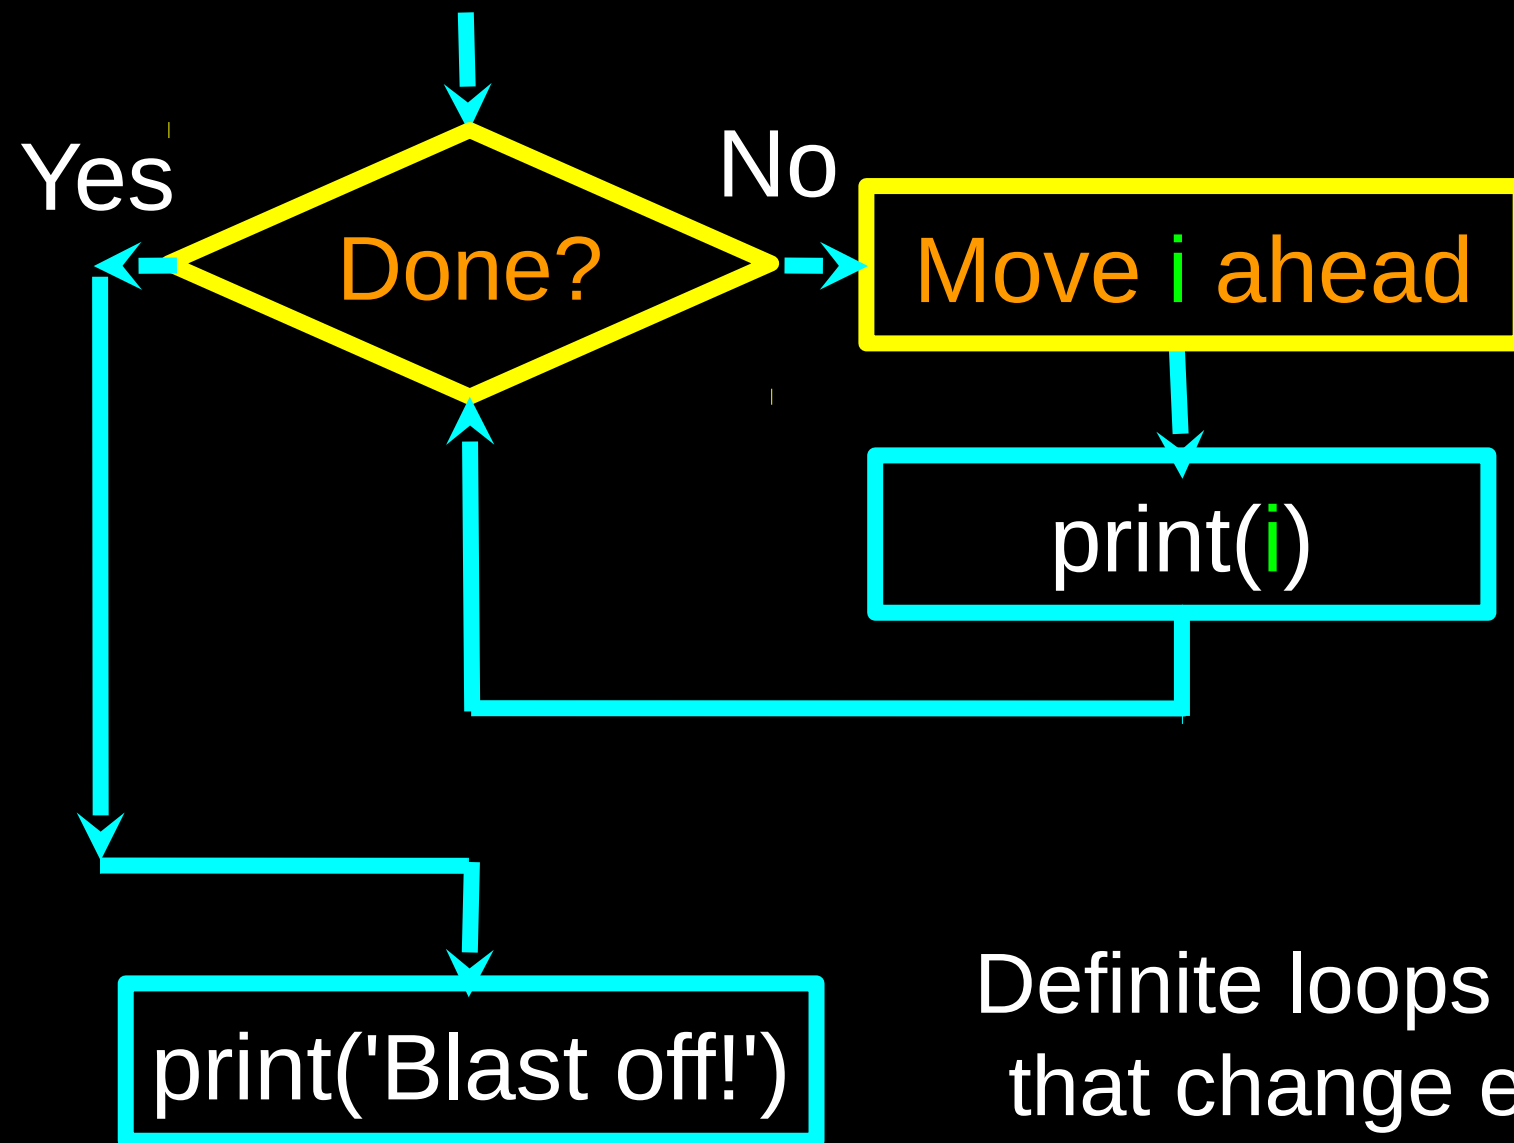 Yes
No
Done?
Move i ahead
print(i)
print('Blast off!')
Definite loops
that change